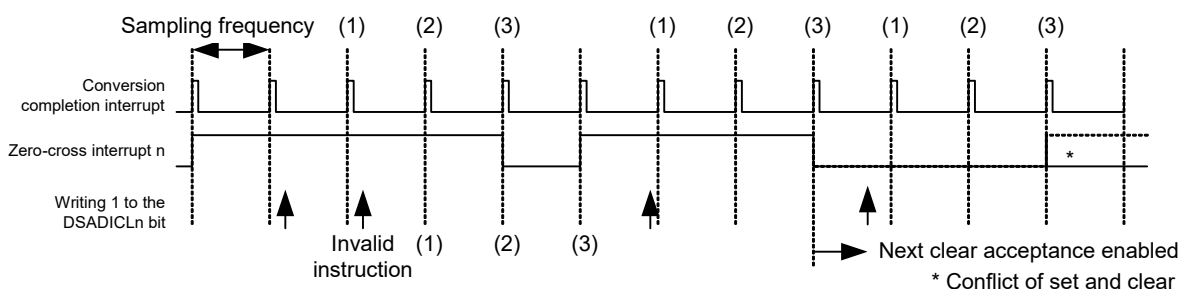 Sampling frequency (1) (2) (3) (1) (2) (3) (1) (2) (3)
Conversion
completion interrupt
Zero-cross interrupt n
*
Writing 1 to the
DSADICLn bit
Invalid (1) (2) (3)
instruction
Next clear acceptance enabled
* Conflict of set and clear